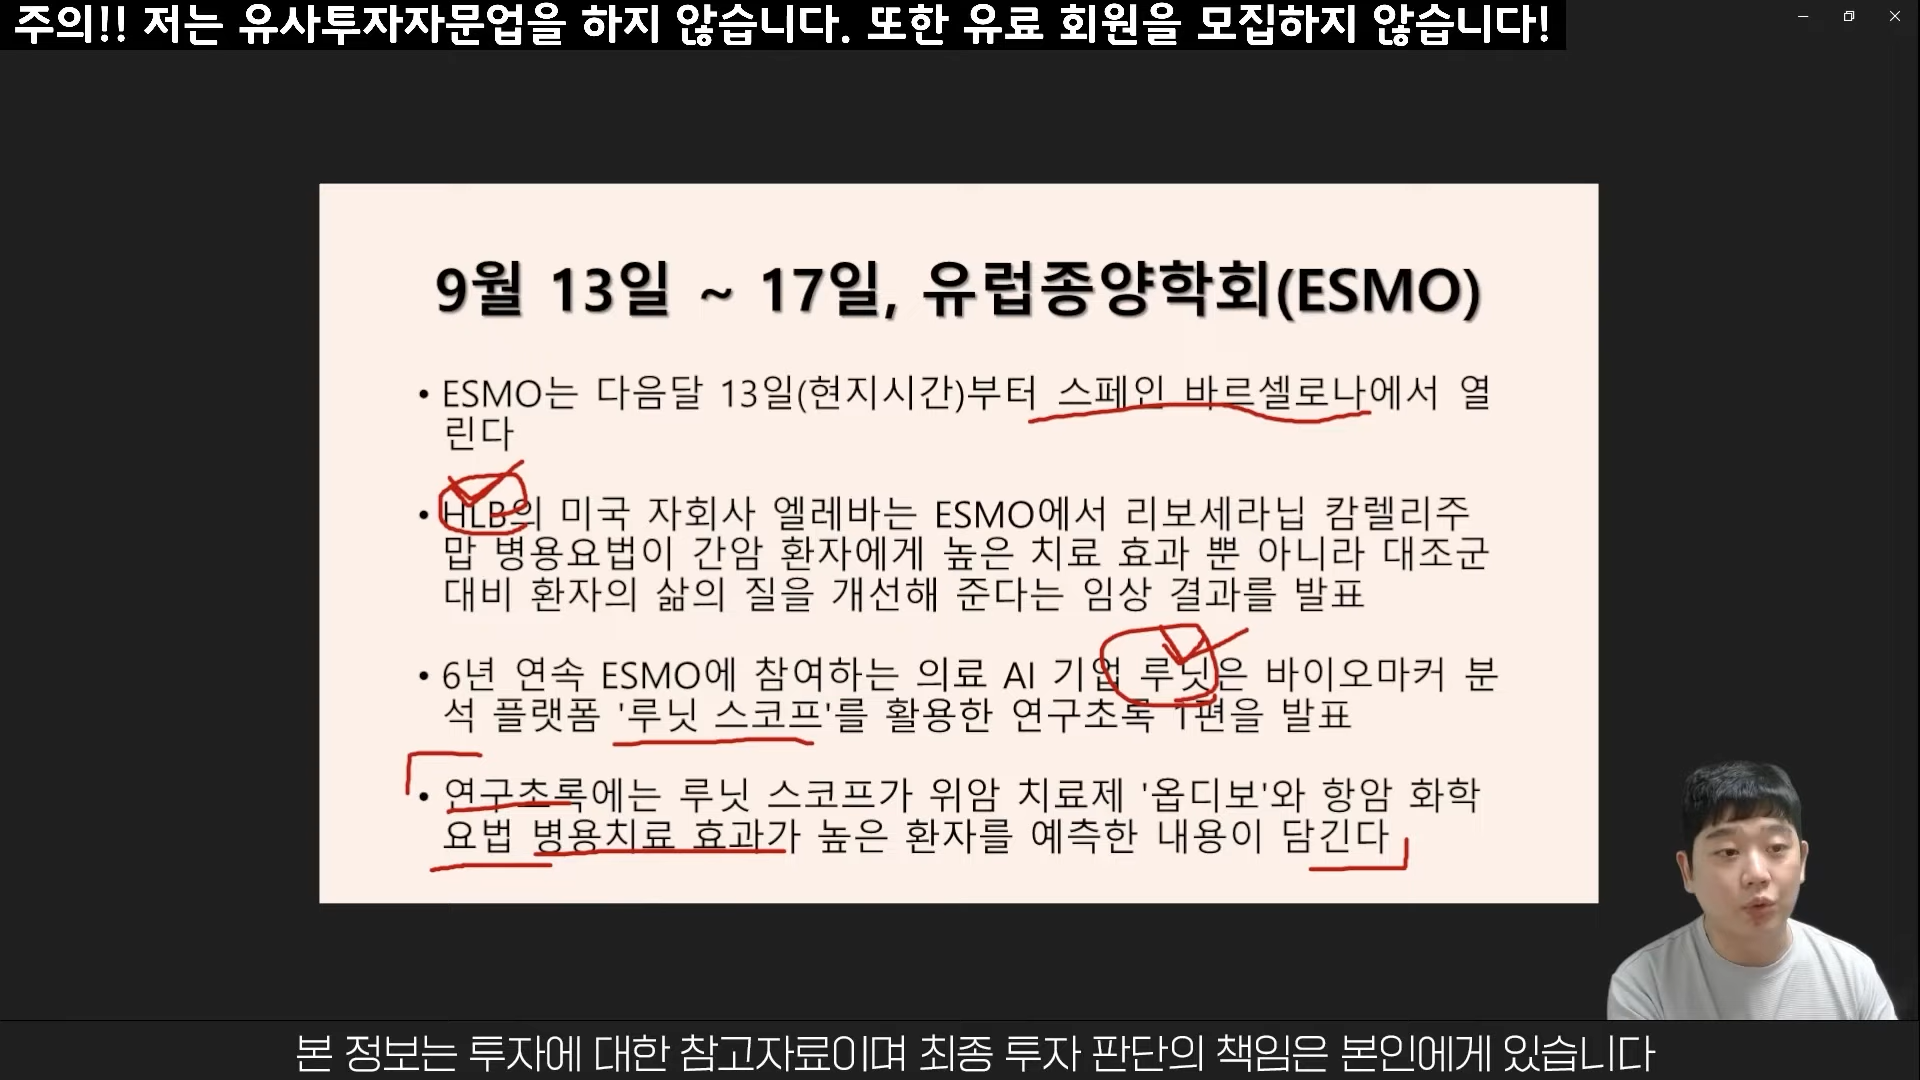 주의!! 저는 유사투자자문업을 하지 않습니다. 또한 유료 회원을 모집하지 않습니다!
9월 13일 ~ 17일, 유럽종양학회(ESMO)
• ESMO는 다음달 13일(현지시간)부터 스페인 바르셀로나에서 열
린다
• HLB의 미국 자회사 엘레바는 ESMO에서 리보세라닙 캄렐리주
맙 병용요법이 간암 환자에게 높은 치료 효과 뿐 아니라 대조군
대비 환자의 삶의 질을 개선해 준다는 임상 결과를 발표
• 6년 연속 ESMO에 참여하는 의료 AI 기업 루닛은 바이오마커 분
석 플랫폼 '루닛 스코프'를 활용한 연구초록 1편을 발표
• 연구초록에는 루닛 스코프가 위암 치료제 '옵디보'와 항암 화학
요법 병용치료 효과가 높은 환자를 예측한 내용이 담긴다
본 정보는 투자에 대한 참고자료이며 최종 투자 판단의 책임은 본인에게 있습니다